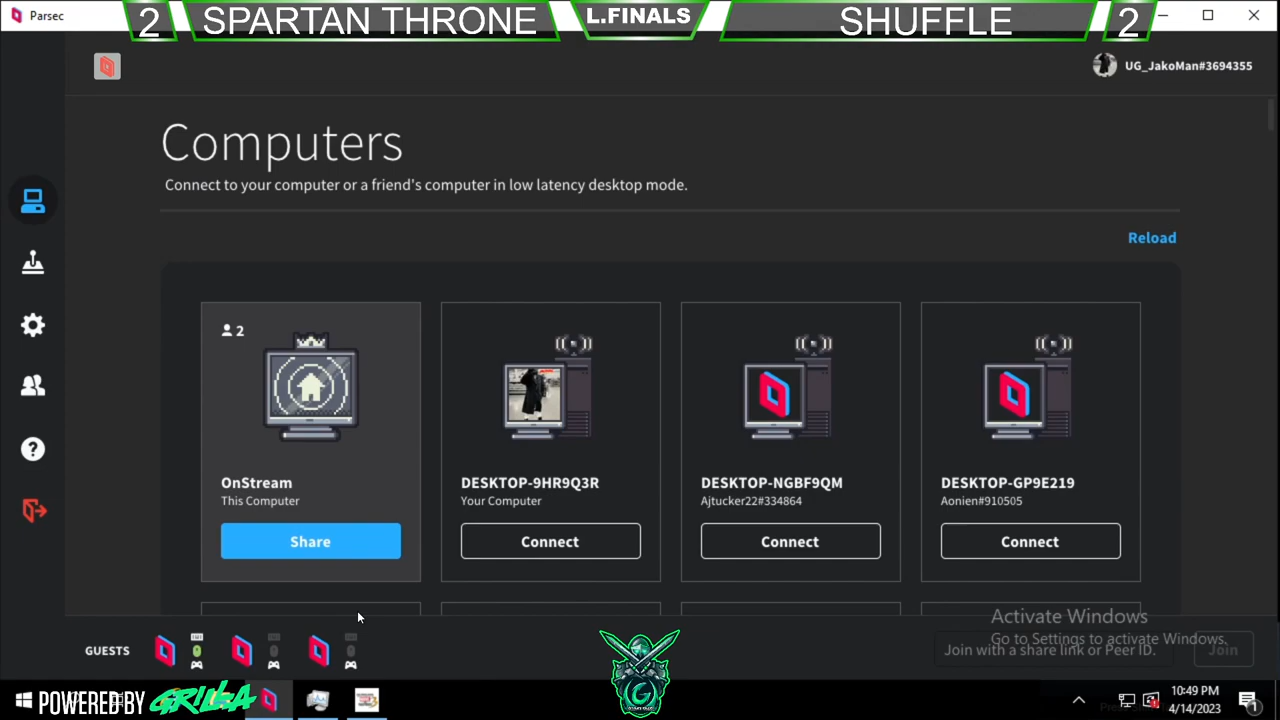 Parsec
2 SPARTAN THRONE L.FINALS SHUFFLE 2
UG_JakoMan#3694355
Computers
Connect to your computer or a friend's computer in low latency desktop mode.
Reload
2
OnStream
This Computer
Share
DESKTOP-9HR9Q3R
Your Computer
Connect
DESKTOP-NGBF9QM
Ajtucker22#334864
Connect
DESKTOP-GP9E219
Aonien#910505
Connect
Activate Windows
Go to Settings to activate Windows.
GUESTS
Join with a share link or Peer ID.
Join
POWERED BY GRILLA
G
10:49 PM
4/14/2023
1